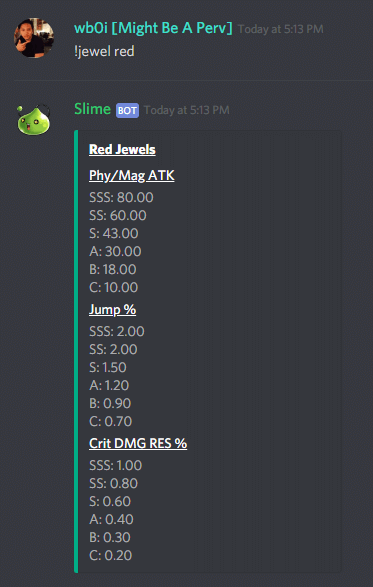 wb0i [Might Be A Perv] Today at 5:13 PM
!jewel red
Slime BOT Today at 5:13 PM
Red Jewels
Phy/Mag ATK
SSS: 80.00
SS: 60.00
S: 43.00
A: 30.00
B: 18.00
C: 10.00
Jump %
SSS: 2.00
SS: 2.00
S: 1.50
A: 1.20
B: 0.90
C: 0.70
Crit DMG RES %
SSS: 1.00
SS: 0.80
S: 0.60
A: 0.40
B: 0.30
C: 0.20